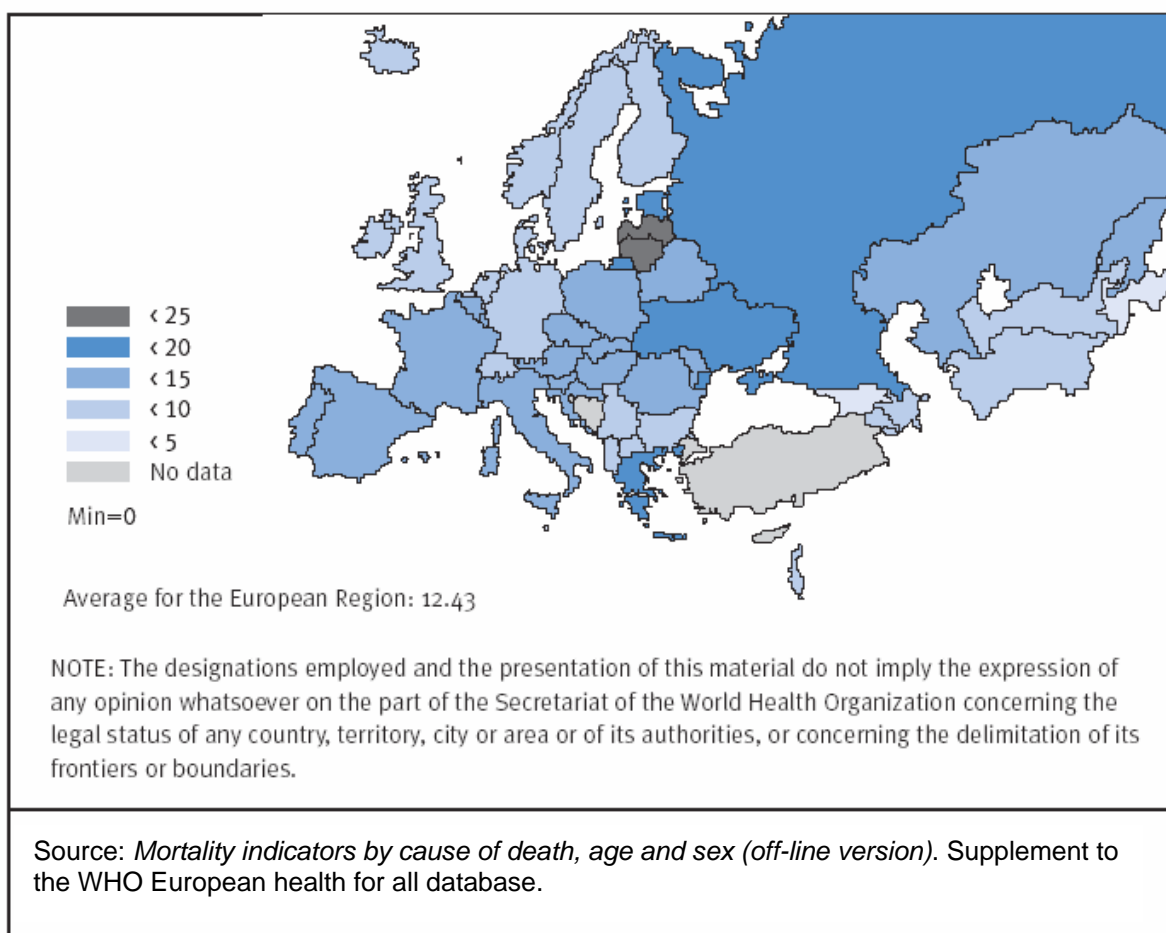 < 25
< 20
< 15
< 10
< 5
No data
Min=0
Average for the European Region: 12.43
NOTE: The designations employed and the presentation of this material do not imply the expression of
any opinion whatsoever on the part of the Secretariat of the World Health Organization concerning the
legal status of any country, territory, city or area or of its authorities, or concerning the delimitation of its
frontiers or boundaries.
Source: Mortality indicators by cause of death, age and sex (off-line version). Supplement to
the WHO European health for all database.